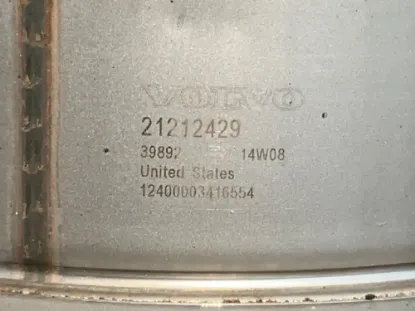 VOLVO
21212429
39892 14W08
United States
12400003416554